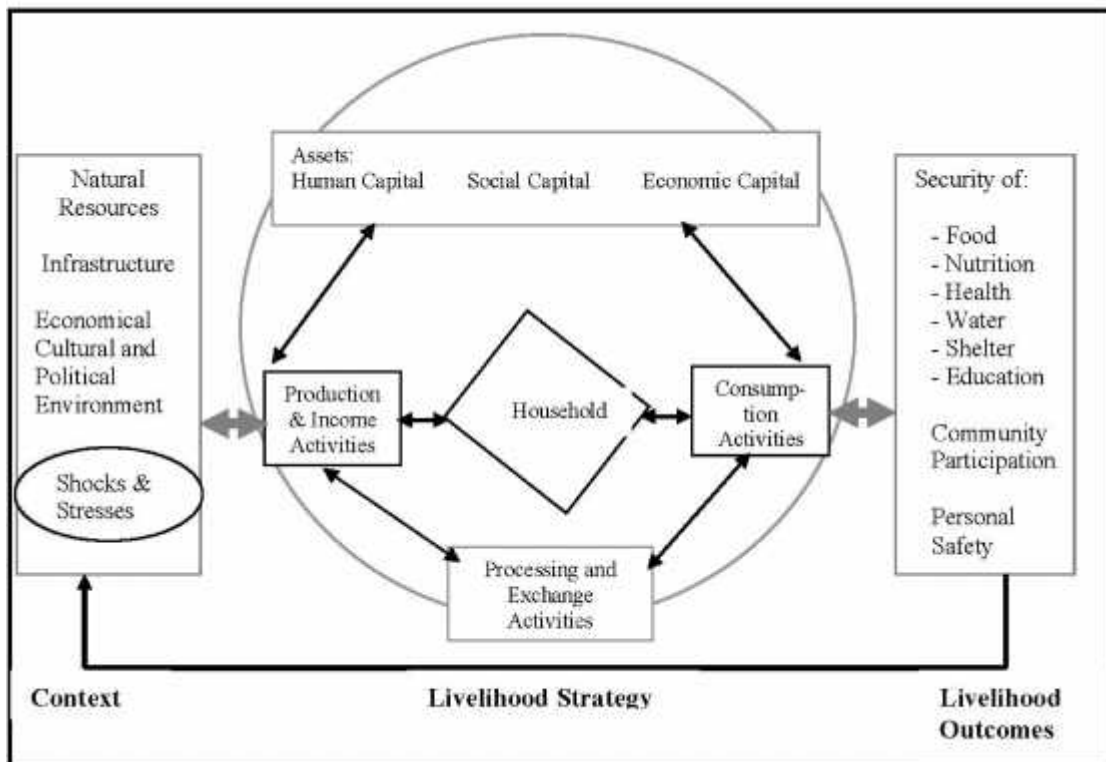 Assets:
Human Capital Social Capital Economic Capital
Natural
Resources
Infrastructure
Economical
Cultural and
Political
Environment
Shocks &
Stresses
Production
& Income
Activities
Household
Consump-
tion
Activities
Processing and
Exchange
Activities
Security of:
- Food
- Nutrition
- Health
- Water
- Shelter
- Education
Community
Participation
Personal
Safety
Context
Livelihood Strategy
Livelihood
Outcomes